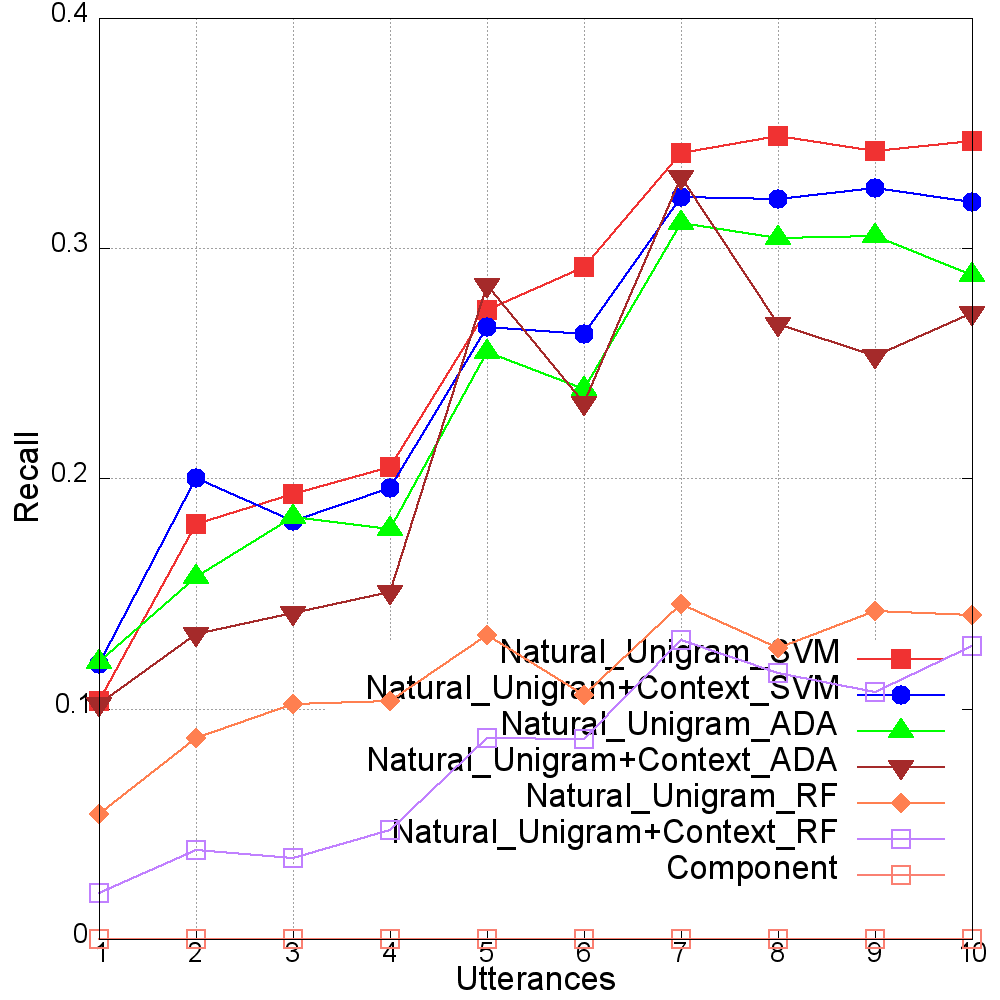 0.4
0.3
0.2
0.1
0
Recall
Natural_Unigram_SVM
Natural_Unigram+Context_SVM
Natural_Unigram_ADA
Natural_Unigram+Context_ADA
Natural_Unigram_RF
Natural_Unigram+Context_RF
Component
1 2 3 4 5 6 7 8 9 10
Utterances